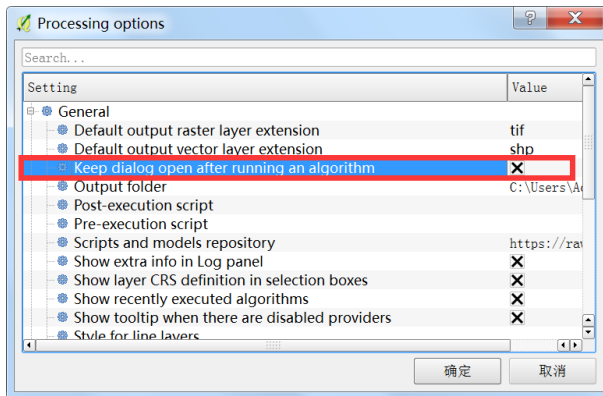 Processing options
Search...
Setting Value
General
Default output raster layer extension tif
Default output vector layer extension shp
Keep dialog open after running an algorithm
Output folder C:\Users\Ad
Post-execution script
Pre-execution script
Scripts and models repository https://raw
Show extra info in Log panel
Show layer CRS definition in selection boxes
Show recently executed algorithms
Show tooltip when there are disabled providers
Style for line layers
确定 取消